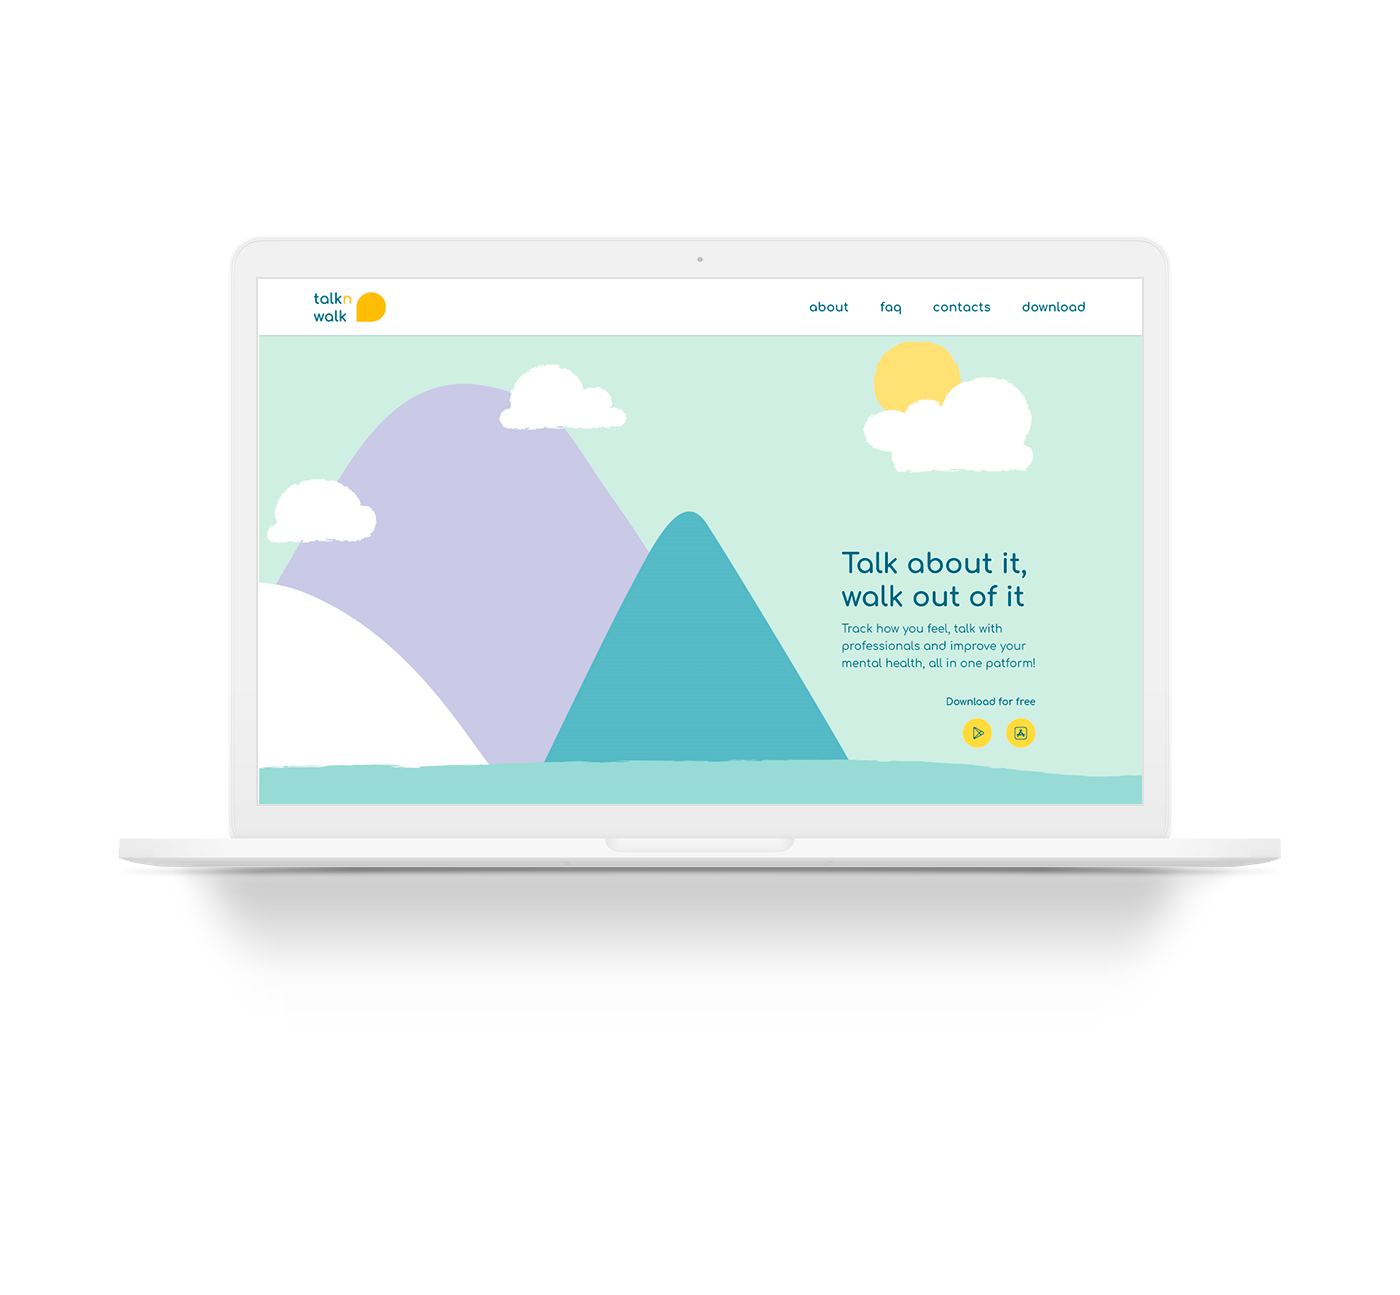 talkn
walk
about faq contacts download
Talk about it,
walk out of it
Track how you feel, talk with
professionals and improve your
mental health, all in one patform!
Download for free